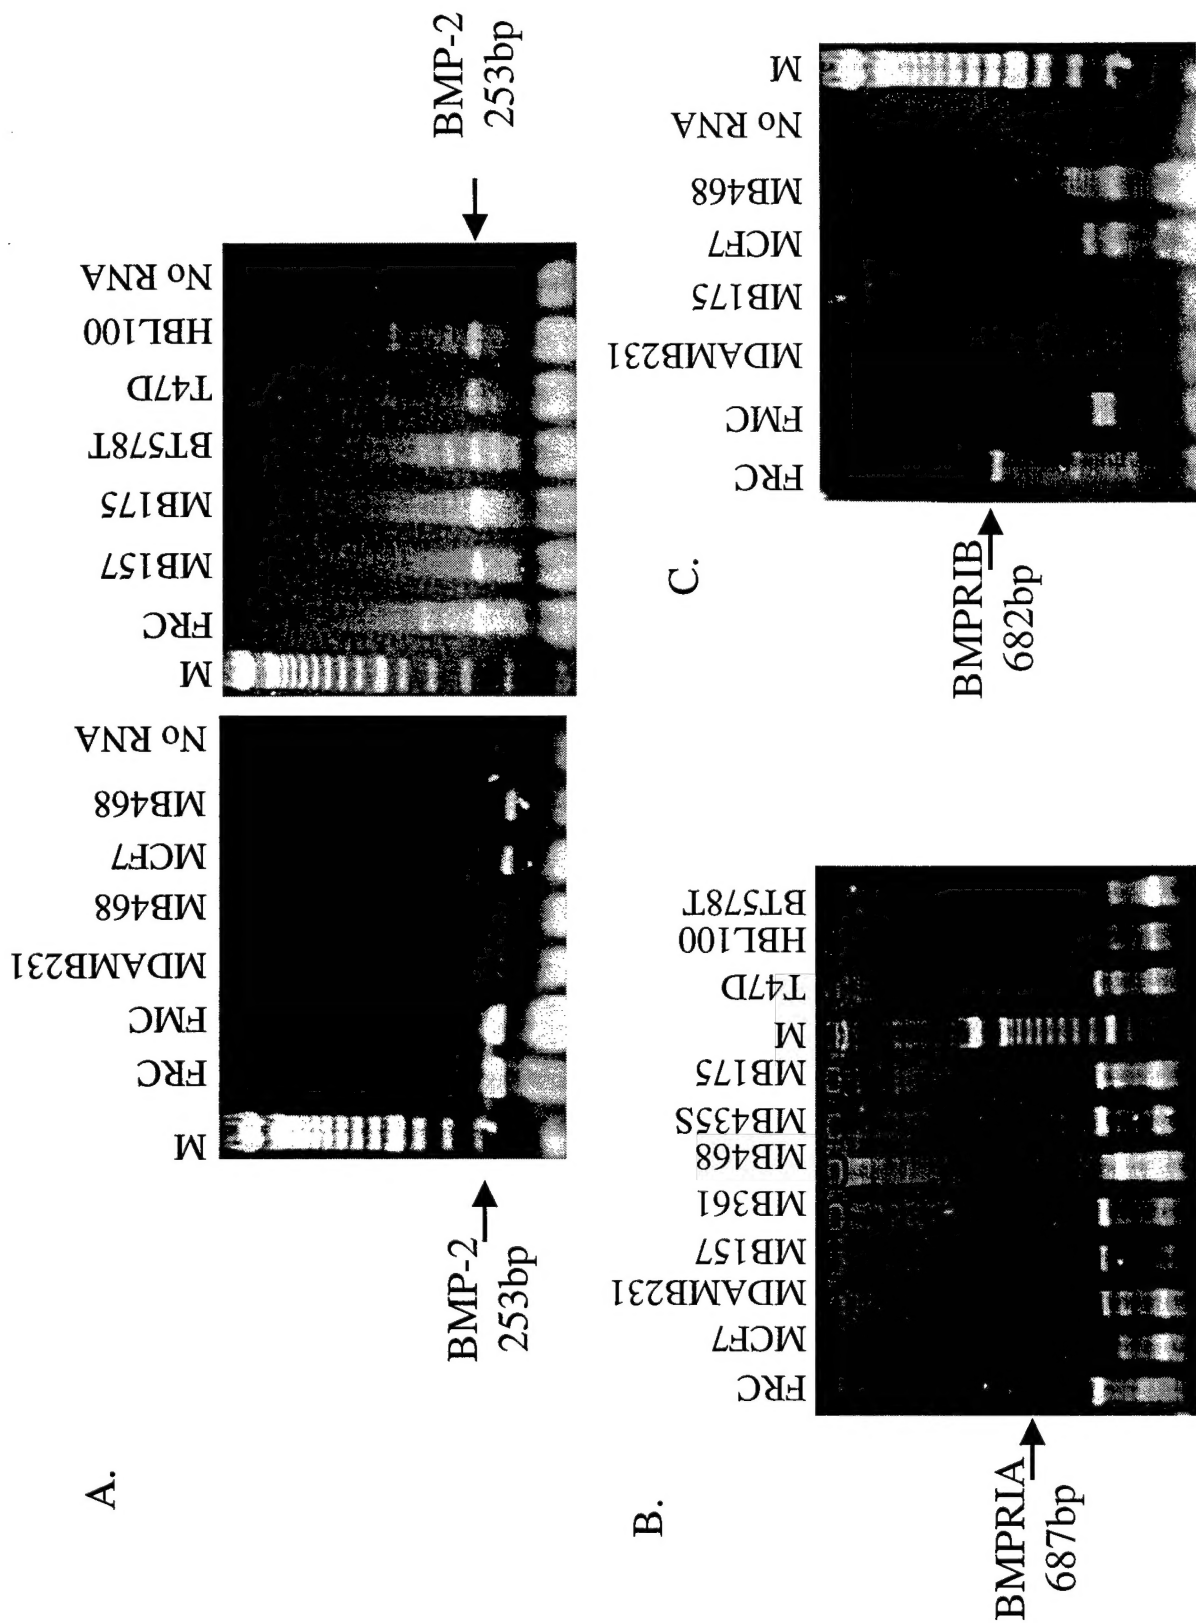 A.
M
FRC
FMC
MDAMB231
MB468
MCF7
MB468
No RNA
BMP-2
253bp
M
FRC
MB157
MB175
BT578T
T47D
HBL100
No RNA
BMP-2
253bp
B.
FRC
MCF7
MDAMB231
MB157
MB361
MB468
MB435S
MB175
M
T47D
HBL100
BT578T
BMPRIA
687bp
C.
FRC
FMC
MDAMB231
MB175
MCF7
MB468
No RNA
M
BMPRIB
682bp